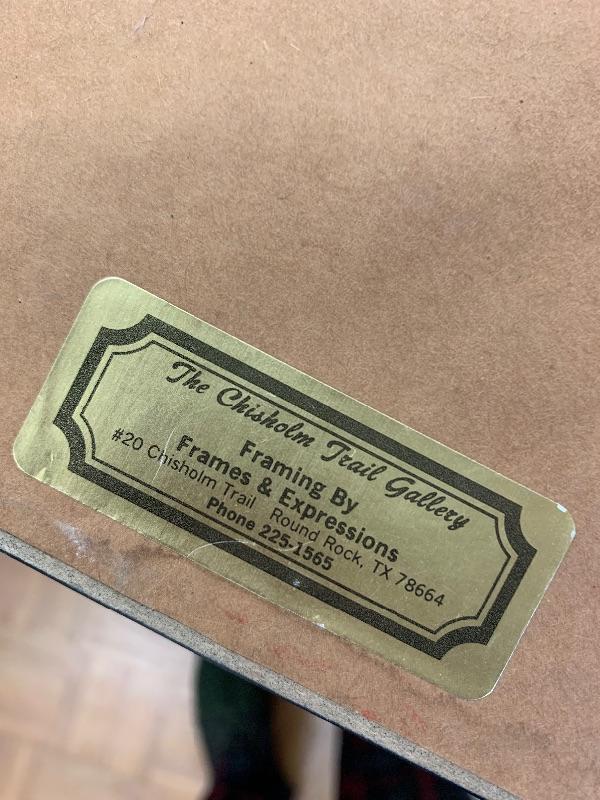 The Chisholm Trail Gallery
Framing By
Frames & Expressions
#20 Chisholm Trail Round Rock, TX 78664
Phone 225-1565